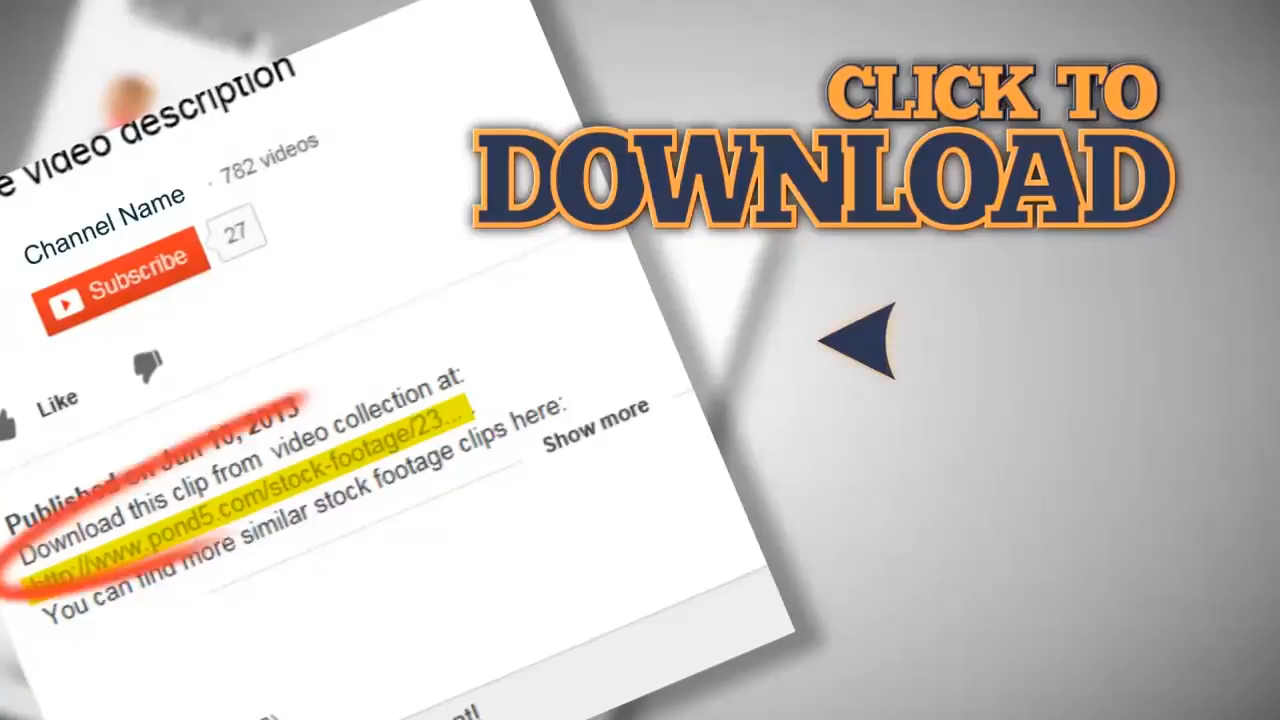 CLICK TO
DOWNLOAD
e video description
Channel Name
· 782 videos
Subscribe
27
Like
Published on Jun 10, 2013
Download this clip from video collection at:
http://www.pond5.com/stock-footage/23...
You can find more similar stock footage clips here:
Show more